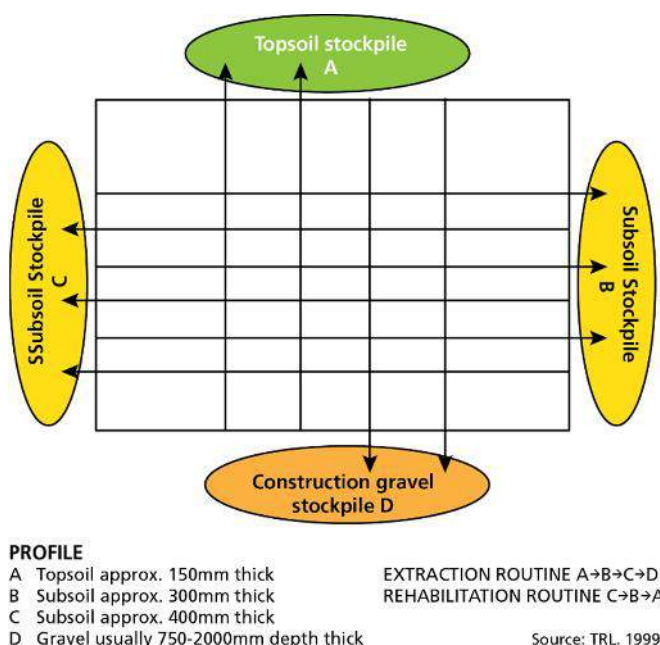 Topsoil stockpile
A
SSubsoil Stockpile
C
Subsoil Stockpile
B
Construction gravel
stockpile D
PROFILE
A Topsoil approx. 150mm thick
B Subsoil approx. 300mm thick
C Subsoil approx. 400mm thick
D Gravel usually 750-2000mm depth thick
EXTRACTION ROUTINE A→B→C→D
REHABILITATION ROUTINE C→B→A
Source: TRL. 1999